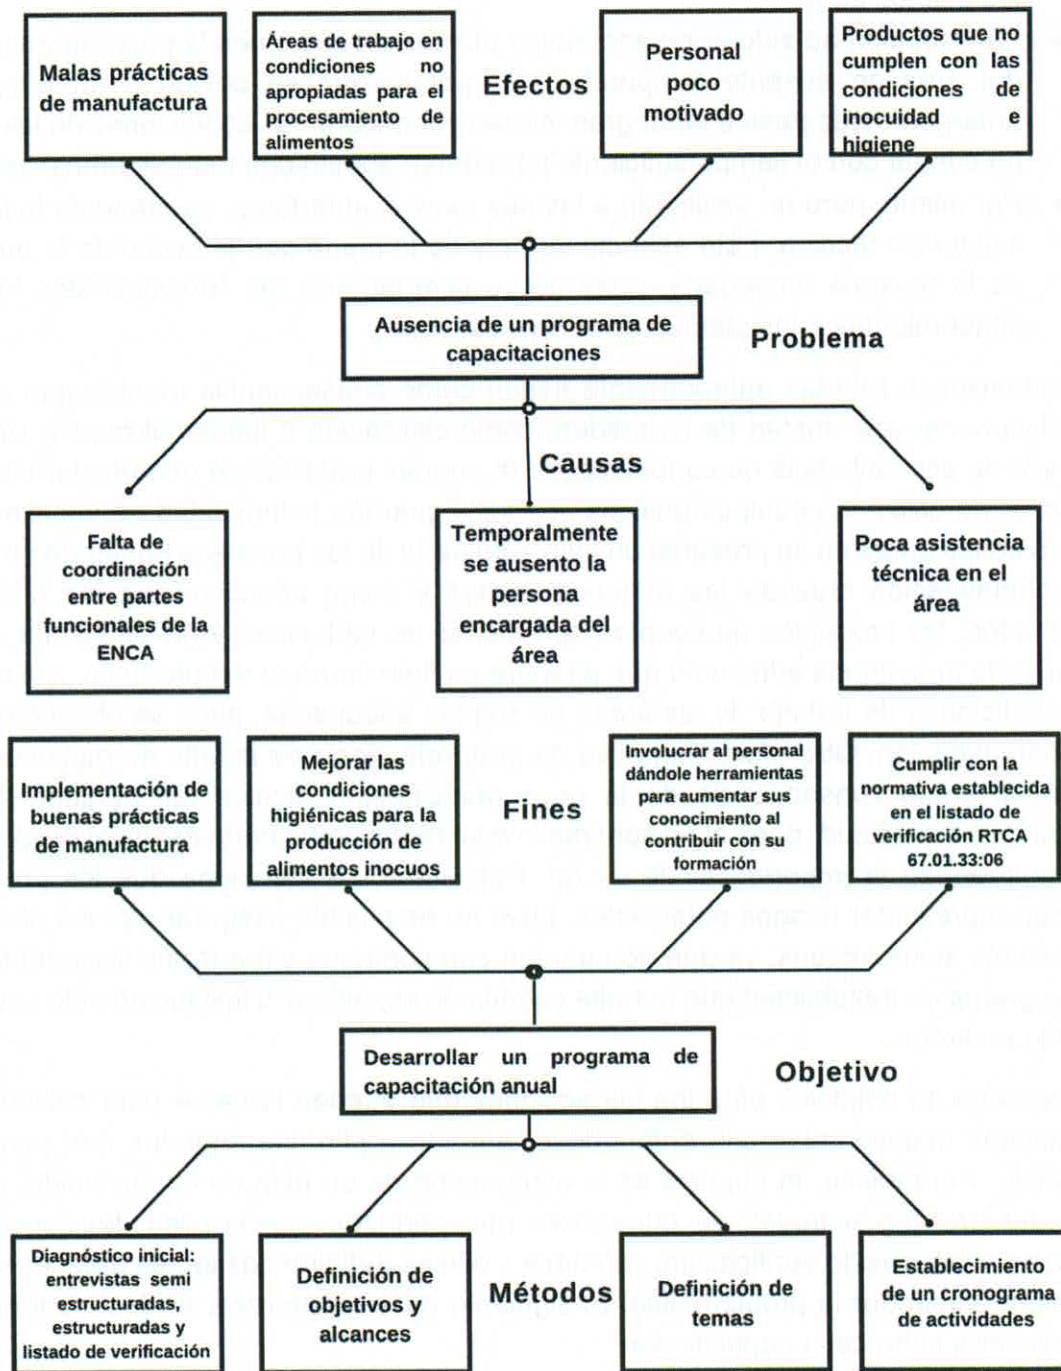 Malas prácticas
de manufactura
Áreas de trabajo en
condiciones no
apropiadas para el
procesamiento de
alimentos
Efectos
Personal
poco
motivado
Productos que no
cumplen con las
condiciones de
inocuidad e
higiene
Ausencia de un programa de
capacitaciones
Problema
Causas
Falta de
coordinación
entre partes
funcionales de la
ENCA
Temporalmente
se ausento la
persona
encargada del
área
Poca asistencia
técnica en el
área
Implementación de
buenas prácticas
de manufactura
Mejorar las
condiciones
higiénicas para la
producción de
alimentos inocuos
Fines
Involucrar al personal
dándole herramientas
para aumentar sus
conocimiento al
contribuir con su
formación
Cumplir con la
normativa establecida
en el listado de
verificación RTCA
67.01.33:06
Desarrollar un programa de
capacitación anual
Objetivo
Diagnóstico inicial:
entrevistas semi
estructuradas,
estructuradas y
listado de verificación
Definición de
objetivos y
alcances
Métodos
Definición de
temas
Establecimiento
de un cronograma
de actividades